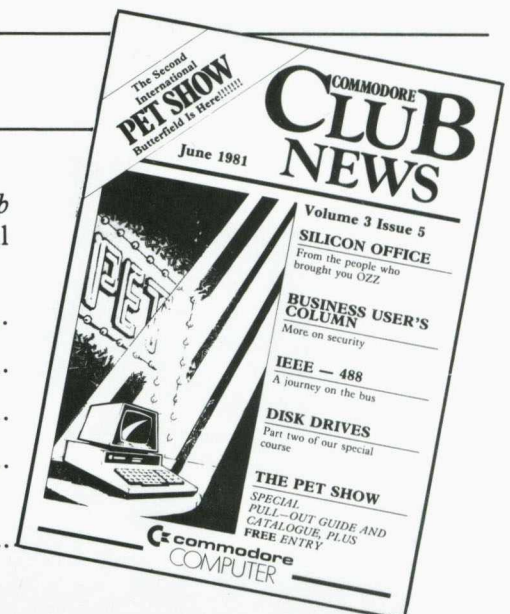 b
l
.
.
.
.
..
The Second
International
PET SHOW
Butterfield Is Here!!!!!!!
June 1981
COMMODORE
CLUB
NEWS
Volume 3 Issue 5
SILICON OFFICE
From the people who
brought you OZZ
BUSINESS USER'S
COLUMN
More on security
IEEE — 488
A journey on the bus
DISK DRIVES
Part two of our special
course
THE PET SHOW
SPECIAL
PULL—OUT GUIDE AND
CATALOGUE, PLUS
FREE ENTRY
PET
commodore
COMPUTER